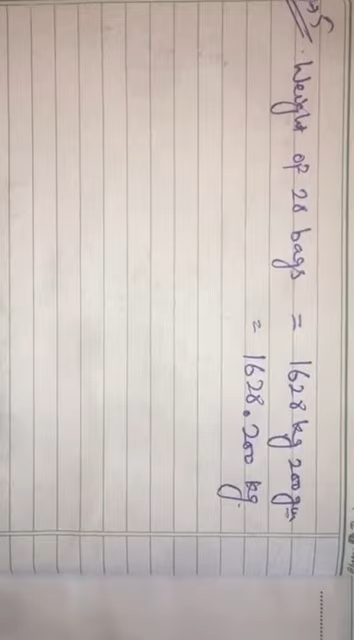 Weight of 28 bags = 1628 kg 200 gm
= 1628.200 kg.